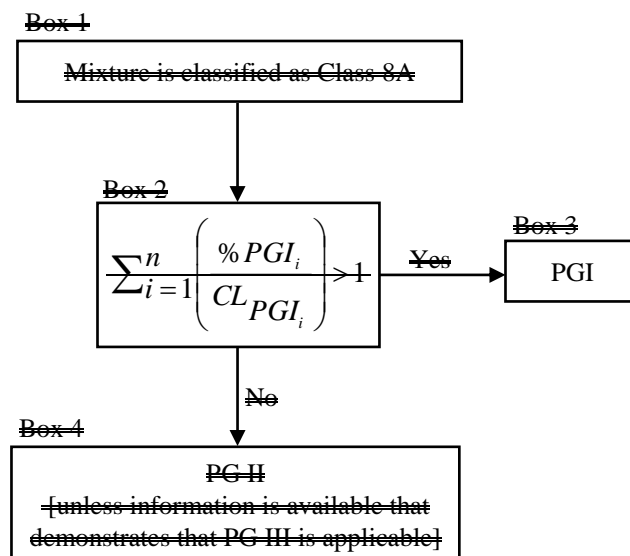 Box 1
Mixture is classified as Class 8A
Box 2
∑ⁿᵢ₌₁ (%PGIᵢ / CL_PGIᵢ) > 1
Yes
Box 3
PGI
No
Box 4
PG II
[unless information is available that
demonstrates that PG III is applicable]